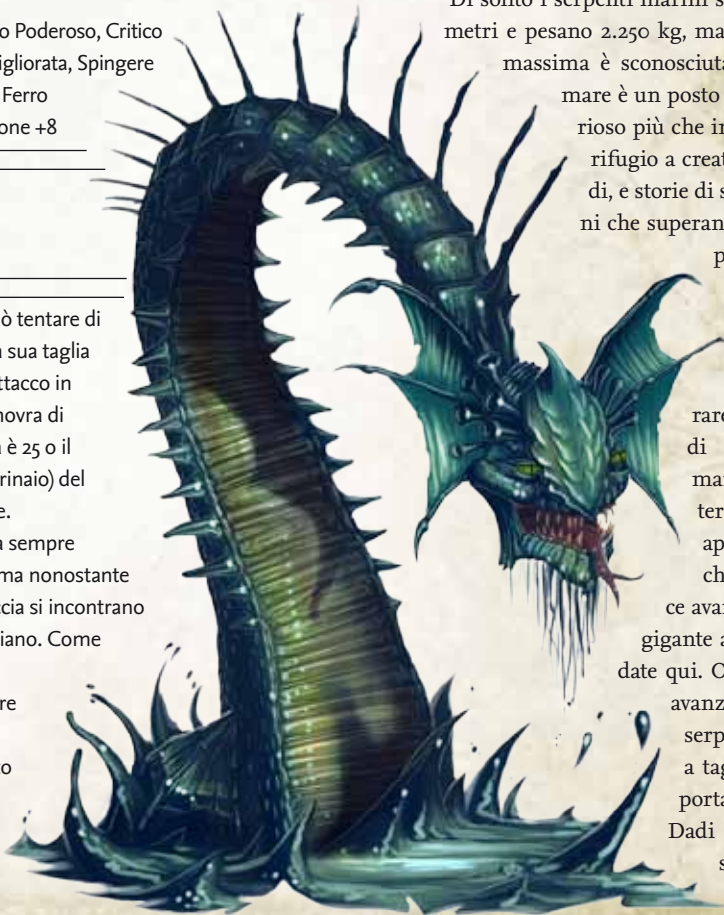 o Poderoso, Critico
igliorata, Spingere
Ferro
one +8
ò tentare di
sua taglia
ttacco in
novra di
è 25 o il
rinaio) del
e.
a sempre
ma nonostante
ccia si incontrano
iano. Come
re
to
Di solito i serpenti marini s
metri e pesano 2.250 kg, ma
massima è sconosciuta
mare è un posto
rioso più che in
rifugio a creat
di, e storie di s
ni che superan
p
rare
di
mar
ter
ap
ch
ce avan
gigante a
date qui. O
avanz
serp
a tag
porta
Dadi
s